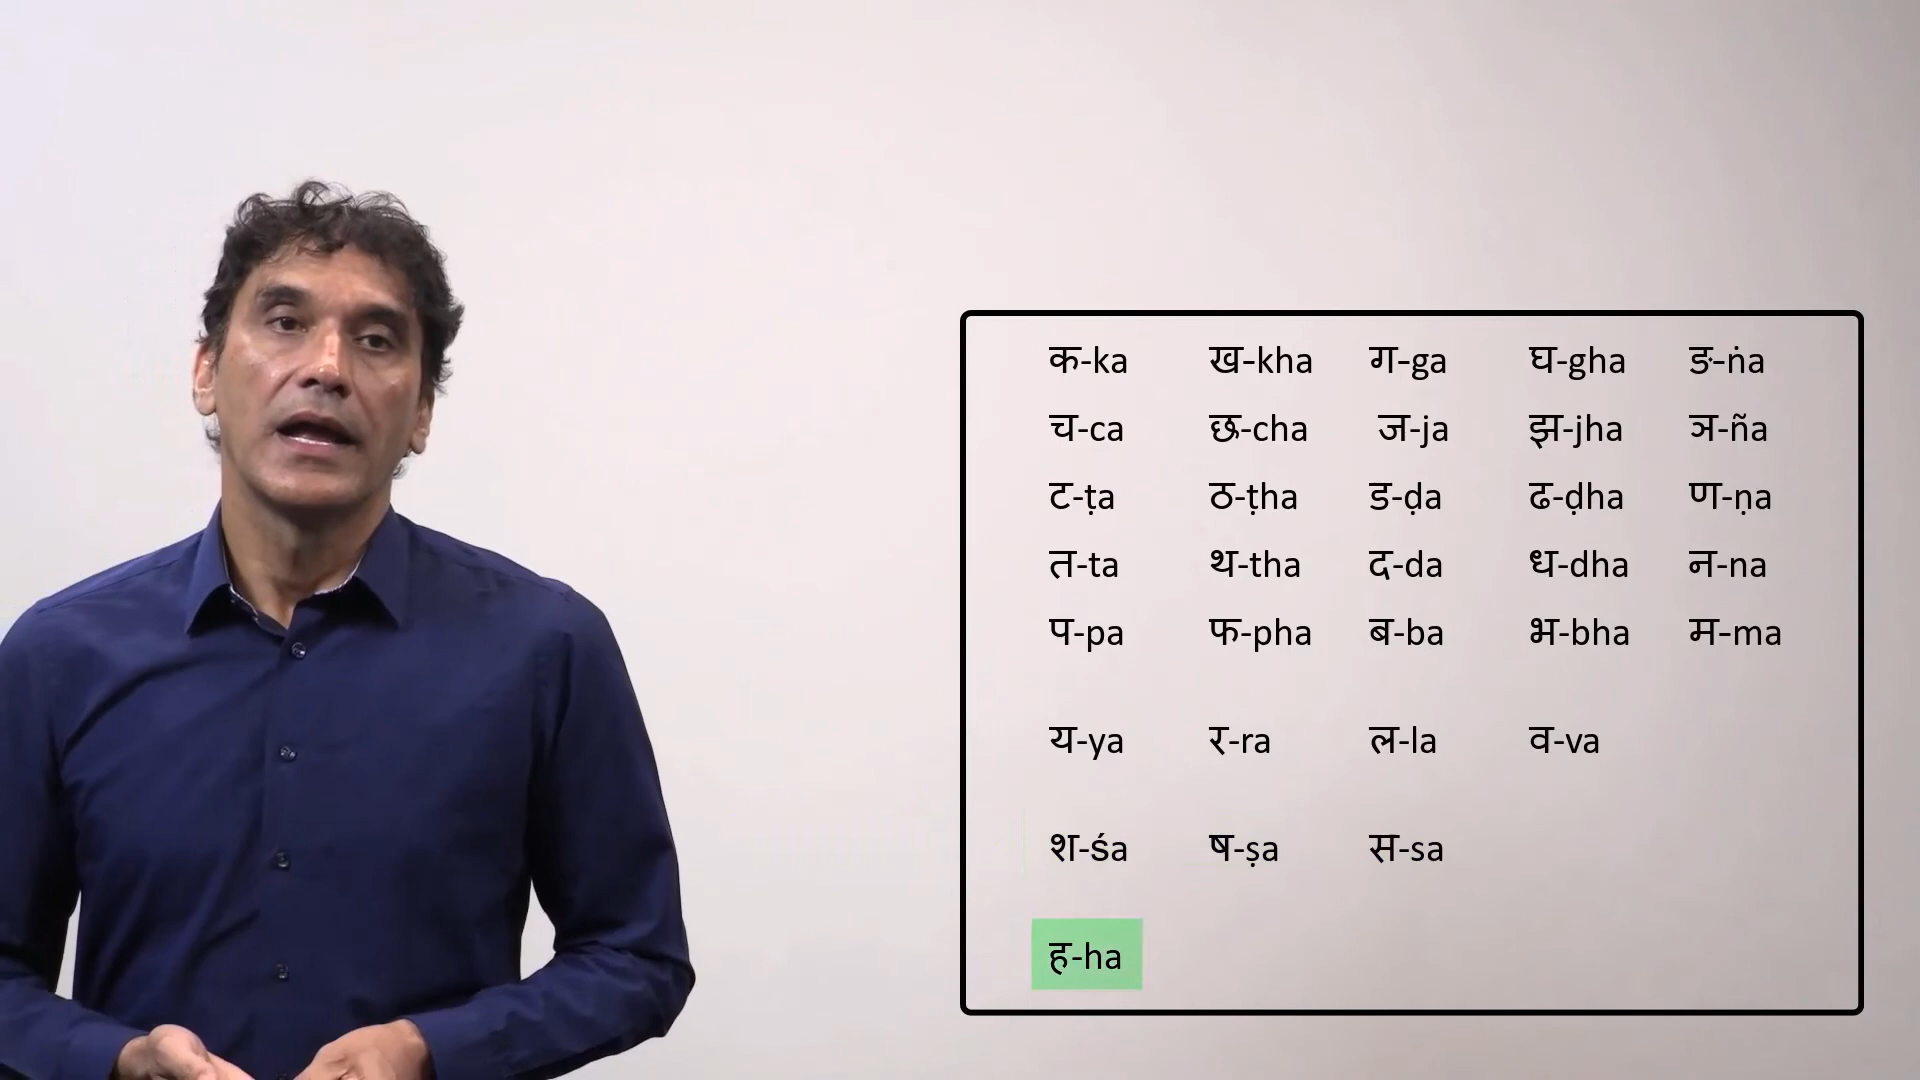 क-ka ख-kha ग-ga घ-gha ङ-ṅa
च-ca छ-cha ज-ja झ-jha ञ-ña
ट-ṭa ठ-ṭha ड-ḍa ढ-ḍha ण-ṇa
त-ta थ-tha द-da ध-dha न-na
प-pa फ-pha ब-ba भ-bha म-ma
य-ya र-ra ल-la व-va
श-śa ष-ṣa स-sa
ह-ha